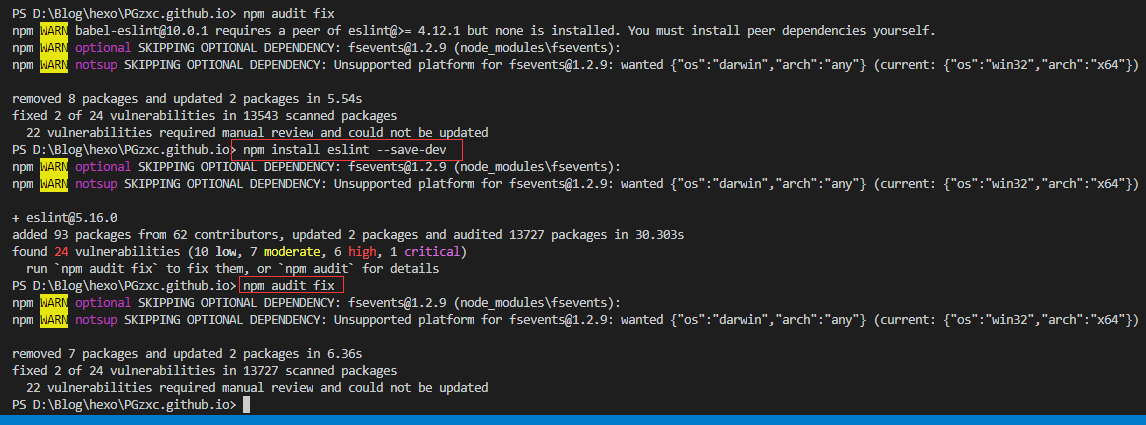 PS D:\Blog\hexo\PGzxc.github.io> npm audit fix
npm WARN babel-eslint@10.0.1 requires a peer of eslint@>= 4.12.1 but none is installed. You must install peer dependencies yourself.
npm WARN optional SKIPPING OPTIONAL DEPENDENCY: fsevents@1.2.9 (node_modules\fsevents):
npm WARN notsup SKIPPING OPTIONAL DEPENDENCY: Unsupported platform for fsevents@1.2.9: wanted {"os":"darwin","arch":"any"} (current: {"os":"win32","arch":"x64"})
removed 8 packages and updated 2 packages in 5.54s
fixed 2 of 24 vulnerabilities in 13543 scanned packages
22 vulnerabilities required manual review and could not be updated
PS D:\Blog\hexo\PGzxc.github.io> npm install eslint --save-dev
npm WARN optional SKIPPING OPTIONAL DEPENDENCY: fsevents@1.2.9 (node_modules\fsevents):
npm WARN notsup SKIPPING OPTIONAL DEPENDENCY: Unsupported platform for fsevents@1.2.9: wanted {"os":"darwin","arch":"any"} (current: {"os":"win32","arch":"x64"})
+ eslint@5.16.0
added 93 packages from 62 contributors, updated 2 packages and audited 13727 packages in 30.303s
found 24 vulnerabilities (10 low, 7 moderate, 6 high, 1 critical)
run `npm audit fix` to fix them, or `npm audit` for details
PS D:\Blog\hexo\PGzxc.github.io> npm audit fix
npm WARN optional SKIPPING OPTIONAL DEPENDENCY: fsevents@1.2.9 (node_modules\fsevents):
npm WARN notsup SKIPPING OPTIONAL DEPENDENCY: Unsupported platform for fsevents@1.2.9: wanted {"os":"darwin","arch":"any"} (current: {"os":"win32","arch":"x64"})
removed 7 packages and updated 2 packages in 6.36s
fixed 2 of 24 vulnerabilities in 13727 scanned packages
22 vulnerabilities required manual review and could not be updated
PS D:\Blog\hexo\PGzxc.github.io>